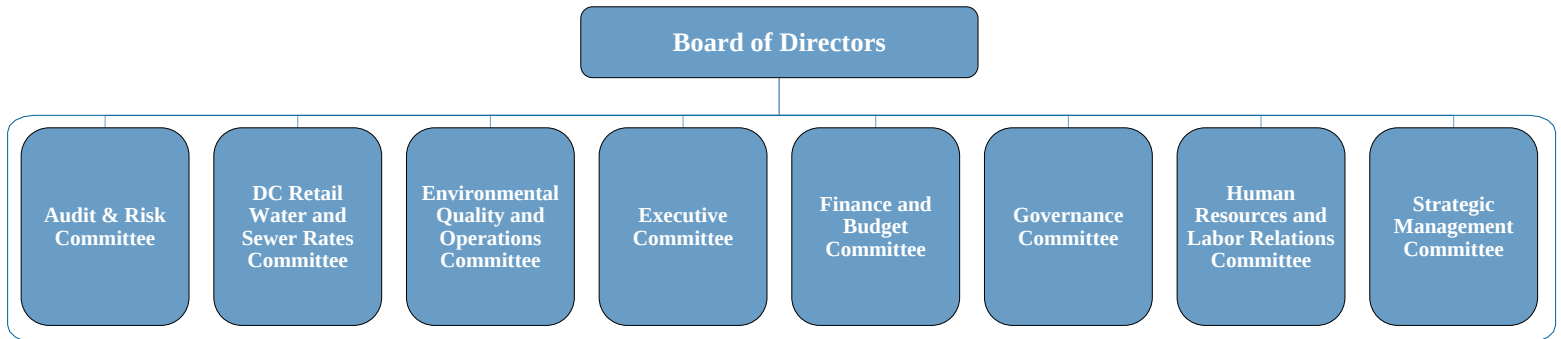 Board of Directors
Audit & Risk
Committee
DC Retail
Water and
Sewer Rates
Committee
Environmental
Quality and
Operations
Committee
Executive
Committee
Finance and
Budget
Committee
Governance
Committee
Human
Resources and
Labor Relations
Committee
Strategic
Management
Committee